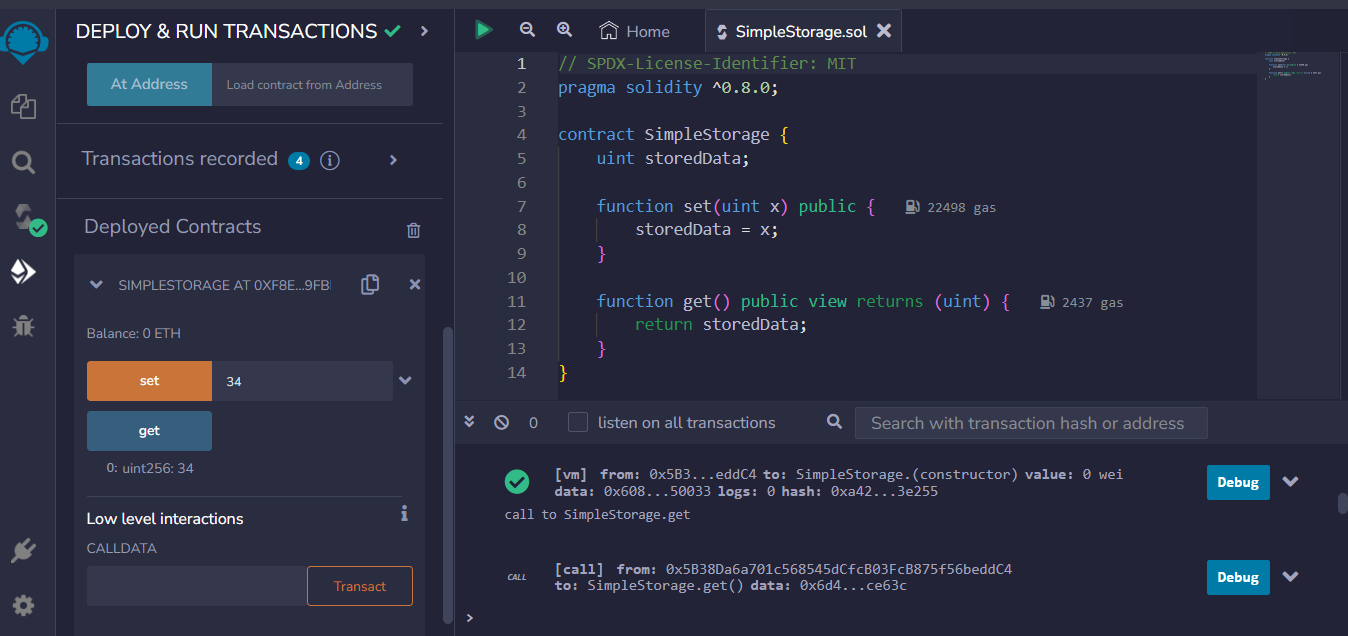 DEPLOY & RUN TRANSACTIONS
At Address Load contract from Address
Transactions recorded 4
Deployed Contracts
SIMPLESTORAGE AT 0XF8E...9FB
Balance: 0 ETH
set 34
get
0: uint256: 34
Low level interactions
CALLDATA
Transact
Home SimpleStorage.sol
1 // SPDX-License-Identifier: MIT
2 pragma solidity ^0.8.0;
3
4 contract SimpleStorage {
5 uint storedData;
6
7 function set(uint x) public { 22498 gas
8 storedData = x;
9 }
10
11 function get() public view returns (uint) { 2437 gas
12 return storedData;
13 }
14 }
0 listen on all transactions Search with transaction hash or address
[vm] from: 0x5B3...eddC4 to: SimpleStorage.(constructor) value: 0 wei
data: 0x608...50033 logs: 0 hash: 0xa42...3e255
Debug
call to SimpleStorage.get
CALL [call] from: 0x5B38Da6a701c568545dCfcB03FcB875f56beddC4
to: SimpleStorage.get() data: 0x6d4...ce63c
Debug
>